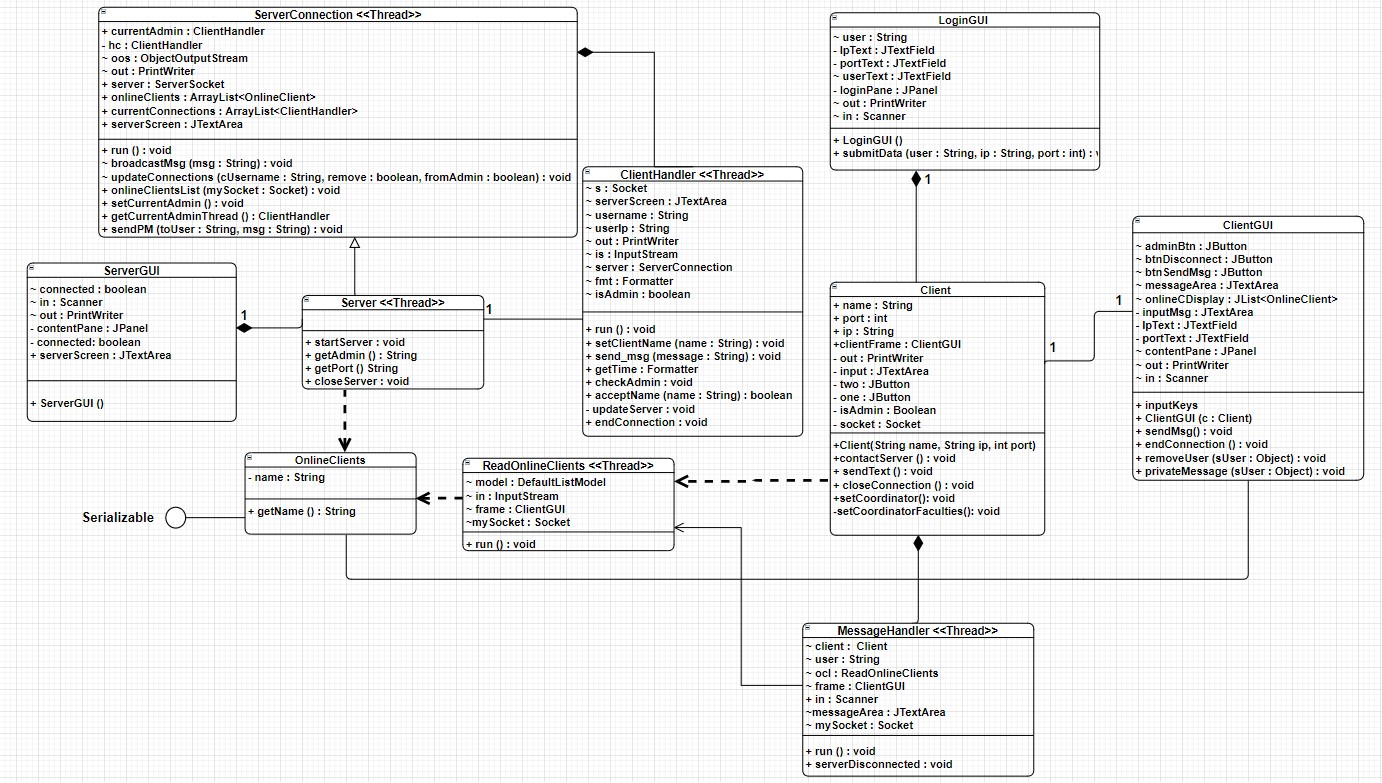 ServerConnection <<Thread>>
+ currentAdmin : ClientHandler
- hc : ClientHandler
~ oos : ObjectOutputStream
~ out : PrintWriter
+ server : ServerSocket
+ onlineClients : ArrayList<OnlineClient>
+ currentConnections : ArrayList<ClientHandler>
+ serverScreen : JTextArea
+ run () : void
~ broadcastMsg (msg : String) : void
~ updateConnections (cUsername : String, remove : boolean, fromAdmin : boolean) : void
+ onlineClientsList (mySocket : Socket) : void
+ setCurrentAdmin () : void
+ getCurrentAdminThread () : ClientHandler
+ sendPM (toUser : String, msg : String) : void
LoginGUI
~ user : String
- IpText : JTextField
- portText : JTextField
~ userText : JTextField
- loginPane : JPanel
~ out : PrintWriter
~ in : Scanner
+ LoginGUI ()
+ submitData (user : String, ip : String, port : int) :
1
ClientHandler <<Thread>>
~ s : Socket
~ serverScreen : JTextArea
~ username : String
~ userIp : String
~ out : PrintWriter
~ is : InputStream
~ server : ServerConnection
~ fmt : Formatter
~ isAdmin : boolean
+ run () : void
+ setClientName (name : String) : void
+ send_msg (message : String) : void
+ getTime : Formatter
+ checkAdmin : void
+ acceptName (name : String) : boolean
- updateServer : void
+ endConnection : void
ClientGUI
~ adminBtn : JButton
~ btnDisconnect : JButton
~ btnSendMsg : JButton
~ messageArea : JTextArea
~ onlineCDisplay : JList<OnlineClient>
- inputMsg : JTextArea
- IpText : JTextField
- portText : JTextField
~ contentPane : JPanel
~ out : PrintWriter
~ in : Scanner
+ inputKeys
+ ClientGUI (c : Client)
+ sendMsg() : void
+ endConnection () : void
+ removeUser (sUser : Object) : void
+ privateMessage (sUser : Object) : void
ServerGUI
~ connected : boolean
~ in : Scanner
~ out : PrintWriter
- contentPane : JPanel
- connected: boolean
+ serverScreen : JTextArea
+ ServerGUI ()
1
Server <<Thread>>
+ startServer : void
+ getAdmin () : String
+ getPort () String
+ closeServer : void
1
Client
+ name : String
+ port : int
+ ip : String
+clientFrame : ClientGUI
- out : PrintWriter
- input : JTextArea
- two : JButton
- one : JButton
- isAdmin : Boolean
- socket : Socket
+Client(String name, String ip, int port)
+contactServer () : void
+ sendText () : void
+ closeConnection () : void
+setCoordinator(): void
-setCoordinatorFaculties(): void
1
1
OnlineClients
- name : String
+ getName () : String
Serializable
ReadOnlineClients <<Thread>>
~ model : DefaultListModel
~ in : InputStream
~ frame : ClientGUI
~mySocket : Socket
+ run () : void
MessageHandler <<Thread>>
~ client : Client
~ user : String
~ ocl : ReadOnlineClients
~ frame : ClientGUI
+ in : Scanner
~messageArea : JTextArea
~ mySocket : Socket
+ run () : void
+ serverDisconnected : void